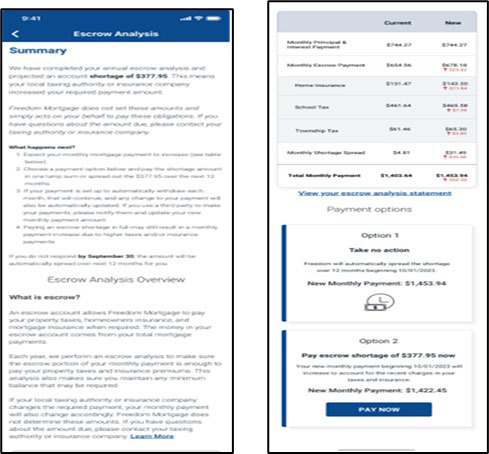 9:41
Escrow Analysis
Summary
We have completed your annual escrow analysis and
projected an account shortage of $377.95. This means
your local taxing authority or insurance company
increased your required payment amount.
Freedom Mortgage does not set these amounts and
simply acts on your behalf to pay these obligations. If you
have questions about the amount due, please contact your
taxing authority or insurance company.
What happens next?
1. Expect your monthly mortgage payment to increase (see table
below).
2. Choose a payment option below and pay the shortage amount
in one lump sum or spread out the $377.95 over the next 12
months.
3. If your payment is set up to automatically withdraw each
month, that will continue, and any change to your payment will
also be automatically updated. If you use a third party to make
your payments, please notify them and update your new
monthly payment amount.
4. Paying an escrow shortage in full may still result in a monthly
payment increase due to higher taxes and/or insurance
payments.
If you do not respond by September 30, the amount will be
automatically spread over next 12 months for you.
Escrow Analysis Overview
What is escrow?
An escrow account allows Freedom Mortgage to pay
your property taxes, homeowners insurance, and
mortgage insurance when required. The money in your
escrow account comes from your total mortgage
payments.
Each year, we perform an escrow analysis to make sure
the escrow portion of your monthly payment is enough to
pay your property taxes and insurance premiums. This
analysis also makes sure you maintain any minimum
balance that may be required.
If your local taxing authority or insurance company
changes the required payment, your monthly payment
will also change accordingly. Freedom Mortgage does
not determine these amounts. If you have questions
about the amount due, please contact your taxing
authority or insurance company. Learn More
Current New
Monthly Principal &
Interest Payment $744.27 $744.27
Monthly Escrow Payment $654.56 $678.18
Home Insurance $131.47 $143.30
School Tax $461.64 $469.58
Township Tax $61.46 $65.30
Monthly Shortage Spread $4.81 $31.49
Total Monthly Payment $1,403.64 $1,453.94
View your escrow analysis statement
Payment options
Option 1
Take no action
Freedom will automatically spread the shortage
over 12 months beginning 10/01/2023.
New Monthly Payment: $1,453.94
Option 2
Pay escrow shortage of $377.95 now
Your new monthly payment beginning 10/01/2023 will
increase to account for the recent changes in your
taxes and insurance.
New Monthly Payment: $1,422.45
PAY NOW